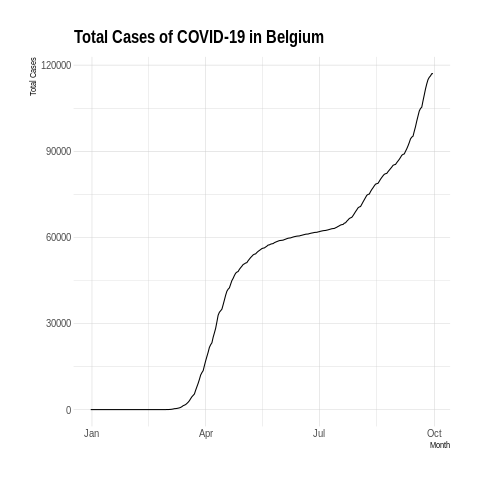 Total Cases of COVID-19 in Belgium
Total Cases
120000
90000
60000
30000
0
Jan Apr Jul Oct
Month